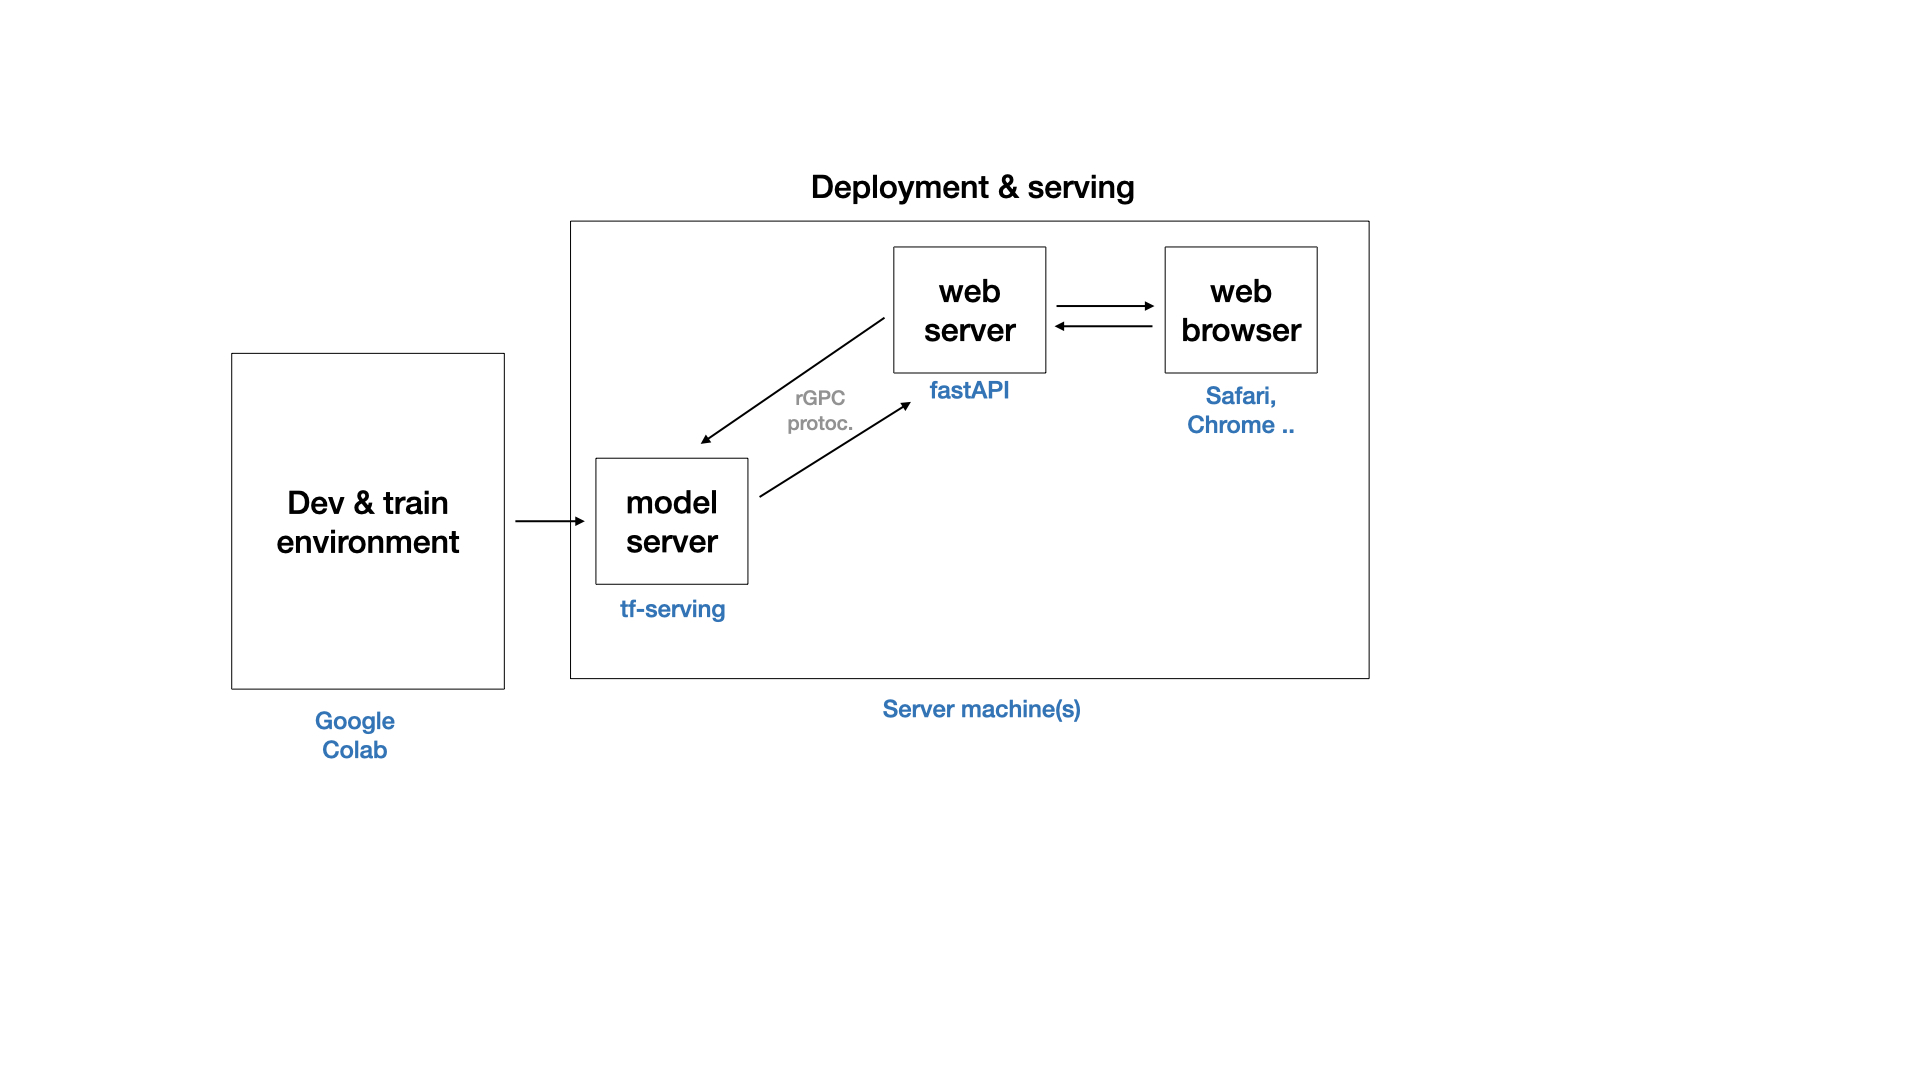 Deployment & serving
web
server
fastAPI
web
browser
Safari,
Chrome ..
rGPC
protoc.
Dev & train
environment
Google
Colab
model
server
tf-serving
Server machine(s)